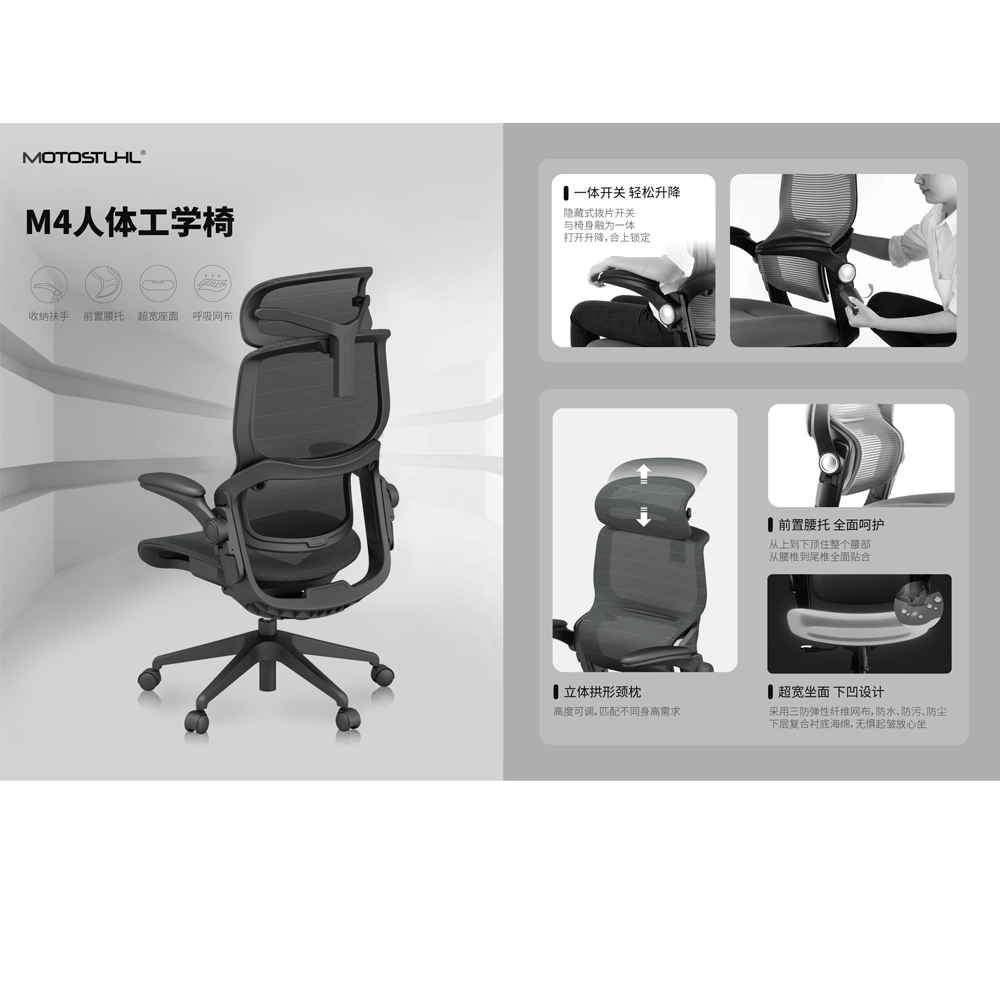 MOTOSTUHL®
M4人体工学椅
收纳扶手
前置腰托
超宽座面
呼吸网布
一体开关 轻松升降
隐藏式拨片开关
与椅身融为一体
打开升降,合上锁定
立体拱形颈枕
高度可调,匹配不同身高需求
前置腰托 全面呵护
从上到下顶住整个腰部
从腰椎到尾椎全面贴合
超宽坐面 下凹设计
采用三防弹性纤维网布,防水、防污、防尘
下层复合衬底海绵,无惧起皱放心坐